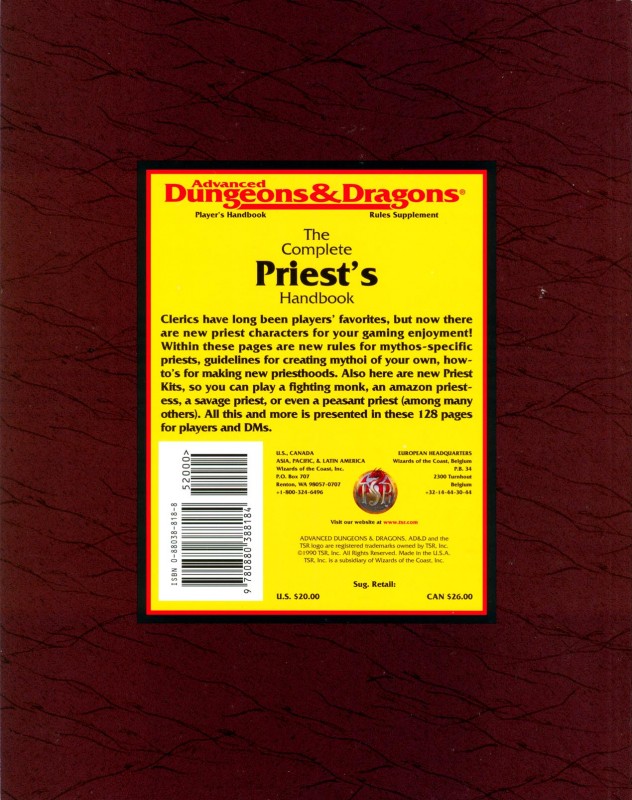 Advanced
Dungeons&Dragons®
Player's Handbook Rules Supplement
The
Complete
Priest's
Handbook
Clerics have long been players' favorites, but now there
are new priest characters for your gaming enjoyment!
Within these pages are new rules for mythos-specific
priests, guidelines for creating mythoi of your own, how-
to's for making new priesthoods. Also here are new Priest
Kits, so you can play a fighting monk, an amazon priest-
ess, a savage priest, or even a peasant priest (among many
others). All this and more is presented in these 128 pages
for players and DMs.
52000>
ISBN 0-88038-818-8
9 780880 388184
U.S., CANADA
ASIA, PACIFIC, & LATIN AMERICA
Wizards of the Coast, Inc.
P.O. Box 707
Renton, WA 98057-0707
+1-800-324-6496
TSR
EUROPEAN HEADQUARTERS
Wizards of the Coast, Belgium
P.B. 34
2300 Turnhout
Belgium
+32-14-44-30-44
Visit our website at www.tsr.com
ADVANCED DUNGEONS & DRAGONS, AD&D and the
TSR logo are registered trademarks owned by TSR, Inc.
©1990 TSR, Inc. All Rights Reserved. Made in the U.S.A.
TSR, Inc. is a subsidiary of Wizards of the Coast, Inc.
Sug. Retail:
U.S. $20.00 CAN $26.00